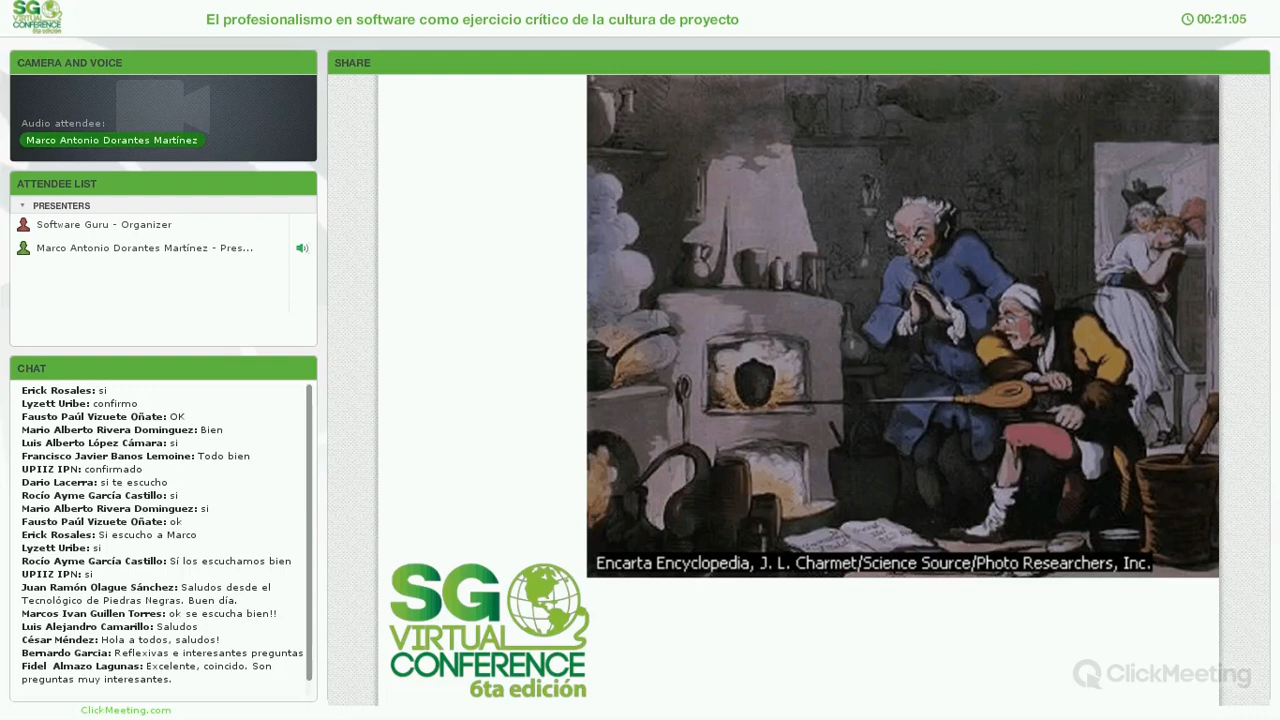 SG
VIRTUAL
CONFERENCE
6ta edición
El profesionalismo en software como ejercicio crítico de la cultura de proyecto
00:21:05
CAMERA AND VOICE
Audio attendee:
Marco Antonio Dorantes Martínez
ATTENDEE LIST
PRESENTERS
Software Guru - Organizer
Marco Antonio Dorantes Martínez - Pres...
CHAT
Erick Rosales: si
Lyzett Uribe: confirmo
Fausto Paúl Vizuete Oñate: OK
Mario Alberto Rivera Dominguez: Bien
Luis Alberto López Cámara: si
Francisco Javier Banos Lemoine: Todo bien
UPIIZ IPN: confirmado
Dario Lacerra: si te escucho
Rocío Ayme García Castillo: si
Mario Alberto Rivera Dominguez: si
Fausto Paúl Vizuete Oñate: ok
Erick Rosales: Si escucho a Marco
Lyzett Uribe: si
Rocío Ayme García Castillo: Sí los escuchamos bien
UPIIZ IPN: si
Juan Ramón Olague Sánchez: Saludos desde el
Tecnológico de Piedras Negras. Buen día.
Marcos Ivan Guillen Torres: ok se escucha bien!!
Luis Alejandro Camarillo: Saludos
César Méndez: Hola a todos, saludos!
Bernardo Garcia: Reflexivas e interesantes preguntas
Fidel Almazo Lagunas: Excelente, coincido. Son
preguntas muy interesantes.
ClickMeeting.com
SHARE
Encarta Encyclopedia, J. L. Charmet/Science Source/Photo Researchers, Inc.
SG
VIRTUAL
CONFERENCE
6ta edición
ClickMeeting